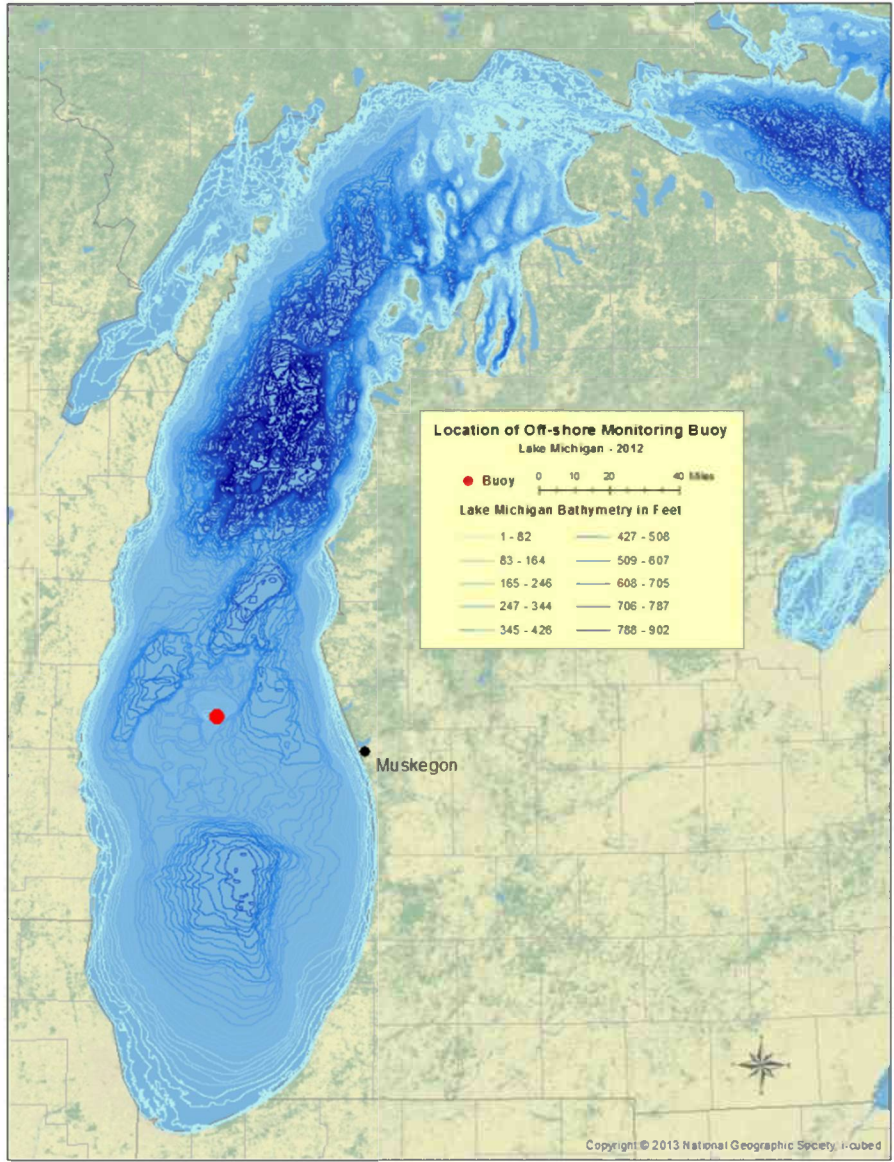 Location of Off-shore Monitoring Buoy
Lake Michigan - 2012
Buoy
0 10 20 40 Miles
Lake Michigan Bathymetry in Feet
1 - 82
83 - 164
165 - 246
247 - 344
345 - 426
427 - 508
509 - 607
608 - 705
706 - 787
788 - 902
Muskegon
Copyright:© 2013 National Geographic Society, i-cubed